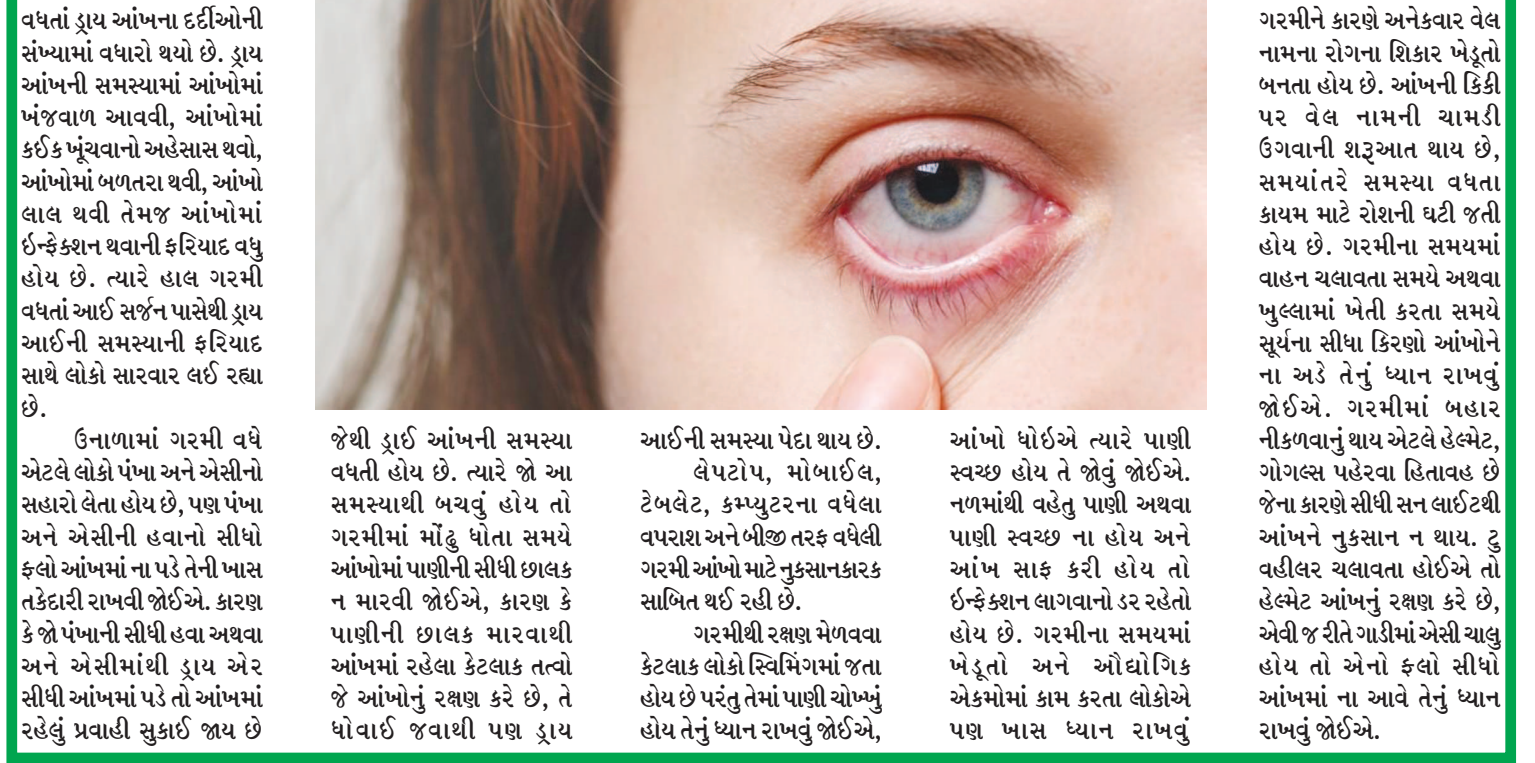 વધતાં ડ્રાય આંખના દર્દીઓની
સંખ્યામાં વધારો થયો છે. ડ્રાય
આંખની સમસ્યામાં આંખોમાં
ખંજવાળ આવવી, આંખોમાં
કઈક ખૂંચવાનો અહેસાસ થવો,
આંખોમાં બળતરા થવી, આંખો
લાલ થવી તેમજ આંખોમાં
ઇન્ફેક્શન થવાની ફરિયાદ વધુ
હોય છે. ત્યારે હાલ ગરમી
વધતાં આઈ સર્જન પાસેથી ડ્રાય
આઈની સમસ્યાની ફરિયાદ
સાથે લોકો સારવાર લઈ રહ્યા
છે.
ઉનાળામાં ગરમી વધે
એટલે લોકો પંખા અને એસીનો
સહારો લેતા હોય છે, પણ પંખા
અને એસીની હવાનો સીધો
ફ્લો આંખમાં ના પડે તેની ખાસ
તકેદારી રાખવી જોઈએ. કારણ
કે જો પંખાની સીધી હવા અથવા
અને એસીમાંથી ડ્રાય એર
સીધી આંખમાં પડે તો આંખમાં
રહેલું પ્રવાહી સુકાઈ જાય છે
જેથી ડ્રાઈ આંખની સમસ્યા
વધતી હોય છે. ત્યારે જો આ
સમસ્યાથી બચવું હોય તો
ગરમીમાં મોંઢુ ધોતા સમયે
આંખોમાં પાણીની સીધી છાલક
ન મારવી જોઈએ, કારણ કે
પાણીની છાલક મારવાથી
આંખમાં રહેલા કેટલાક તત્વો
જે આંખોનું રક્ષણ કરે છે, તે
ધોવાઈ જવાથી પણ ડ્રાય
આઈની સમસ્યા પેદા થાય છે.
લેપટોપ, મોબાઈલ,
ટેબલેટ, કમ્પ્યુટરના વધેલા
વપરાશ અને બીજી તરફ વધેલી
ગરમી આંખો માટે નુકસાનકારક
સાબિત થઈ રહી છે.
ગરમીથી રક્ષણ મેળવવા
કેટલાક લોકો સ્વિમિંગમાં જતા
હોય છે પરંતુ તેમાં પાણી ચોખ્ખું
હોય તેનું ધ્યાન રાખવું જોઈએ,
આંખો ધોઇએ ત્યારે પાણી
સ્વચ્છ હોય તે જોવું જોઈએ.
નળમાંથી વહેતુ પાણી અથવા
પાણી સ્વચ્છ ના હોય અને
આંખ સાફ કરી હોય તો
ઇન્ફેક્શન લાગવાનો ડર રહેતો
હોય છે. ગરમીના સમયમાં
ખેડૂતો અને ઔદ્યોગિક
એકમોમાં કામ કરતા લોકોએ
પણ ખાસ ધ્યાન રાખવું
ગરમીને કારણે અનેકવાર વેલ
નામના રોગના શિકાર ખેડૂતો
બનતા હોય છે. આંખની કિકી
પર વેલ નામની ચામડી
ઉગવાની શરૂઆત થાય છે,
સમયાંતરે સમસ્યા વધતા
કાયમ માટે રોશની ઘટી જતી
હોય છે. ગરમીના સમયમાં
વાહન ચલાવતા સમયે અથવા
ખુલ્લામાં ખેતી કરતા સમયે
સૂર્યના સીધા કિરણો આંખોને
ના અડે તેનું ધ્યાન રાખવું
જોઈએ. ગરમીમાં બહાર
નીકળવાનું થાય એટલે હેલ્મેટ,
ગોગલ્સ પહેરવા હિતાવહ છે
જેના કારણે સીધી સન લાઈટથી
આંખને નુકસાન ન થાય. ટુ
વહીલર ચલાવતા હોઈએ તો
હેલ્મેટ આંખનું રક્ષણ કરે છે,
એવી જ રીતે ગાડીમાં એસી ચાલુ
હોય તો એનો ફ્લો સીધો
આંખમાં ના આવે તેનું ધ્યાન
રાખવું જોઈએ.